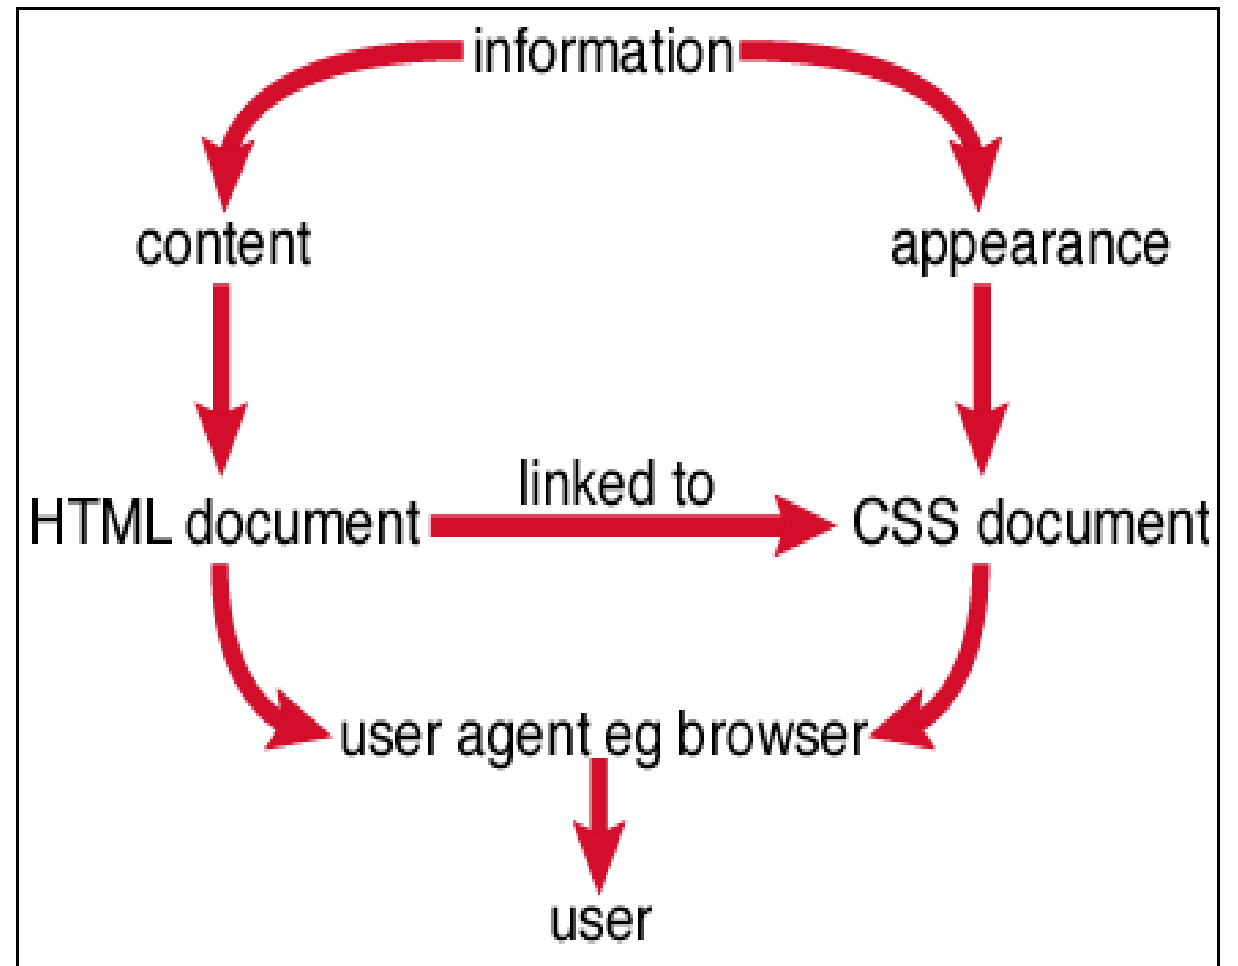 information
content
appearance
linked to
HTML document
CSS document
user agent eg browser
user